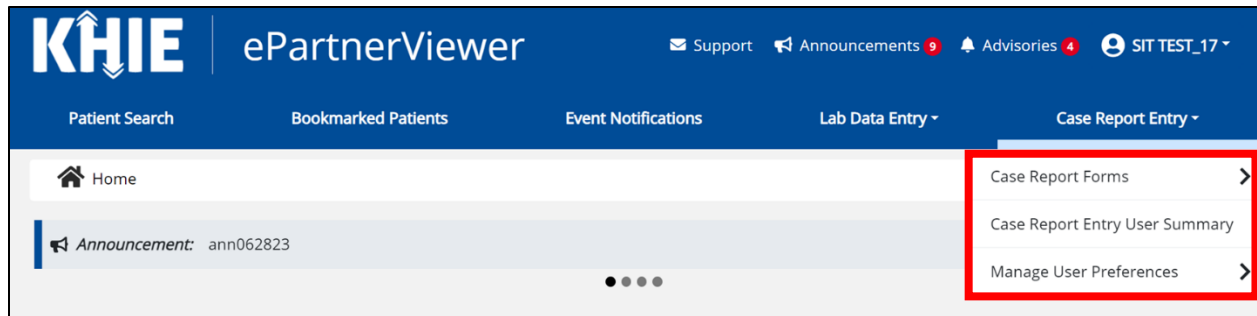 KHIE ePartnerViewer Support Announcements 9 Advisories 4 SIT TEST_17
Patient Search Bookmarked Patients Event Notifications Lab Data Entry Case Report Entry
Home
Case Report Forms
Case Report Entry User Summary
Announcement: ann062823
Manage User Preferences